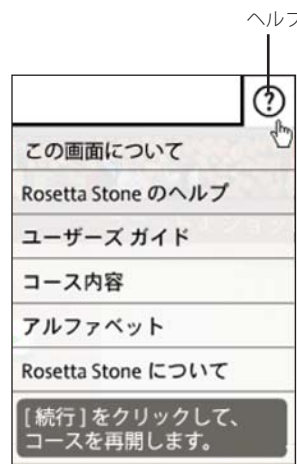 ヘルプ
?
この画面について
Rosetta Stone のヘルプ
ユーザーズ ガイド
コース内容
アルファベット
Rosetta Stone について
[ 続行 ] をクリックして、
コースを再開します。